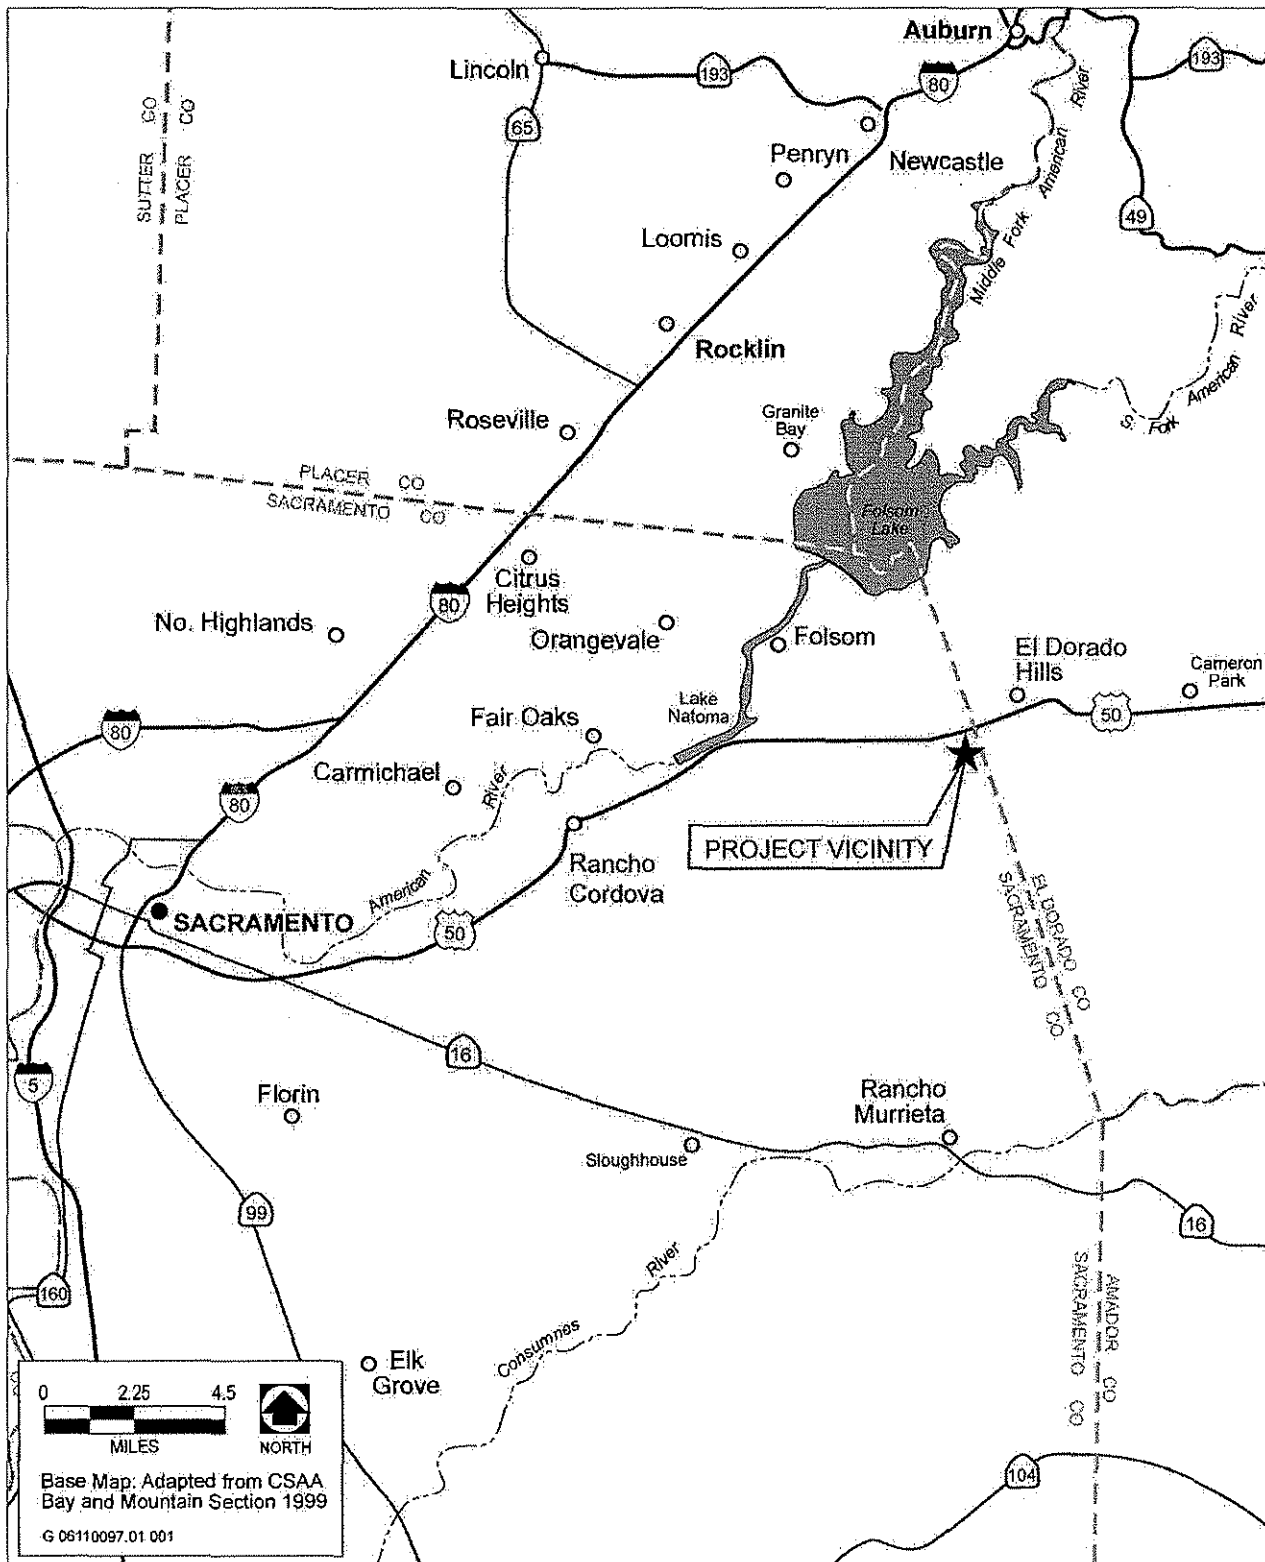 Auburn
Lincoln
193
80
193
65
SUTTER CO
PLACER CO
Penryn
Newcastle
Middle Fork American River
49
Loomis
Rocklin
S. Fork American River
Roseville
Granite
Bay
PLACER CO
SACRAMENTO CO
Folsom
Lake
Citrus
Heights
80
No. Highlands
Orangevale
Folsom
El Dorado
Hills
Cameron
Park
Lake
Natoma
50
80
Fair Oaks
Carmichael
80
PROJECT VICINITY
Rancho
Cordova
American River
SACRAMENTO
50
EL DORADO CO
SACRAMENTO CO
16
5
Florin
Rancho
Murrieta
Sloughhouse
99
16
160
Consumnes River
AMADOR CO
SACRAMENTO CO
Elk
Grove
104
0 2.25 4.5
MILES
NORTH
Base Map: Adapted from CSAA
Bay and Mountain Section 1999
G 06110097.01 001